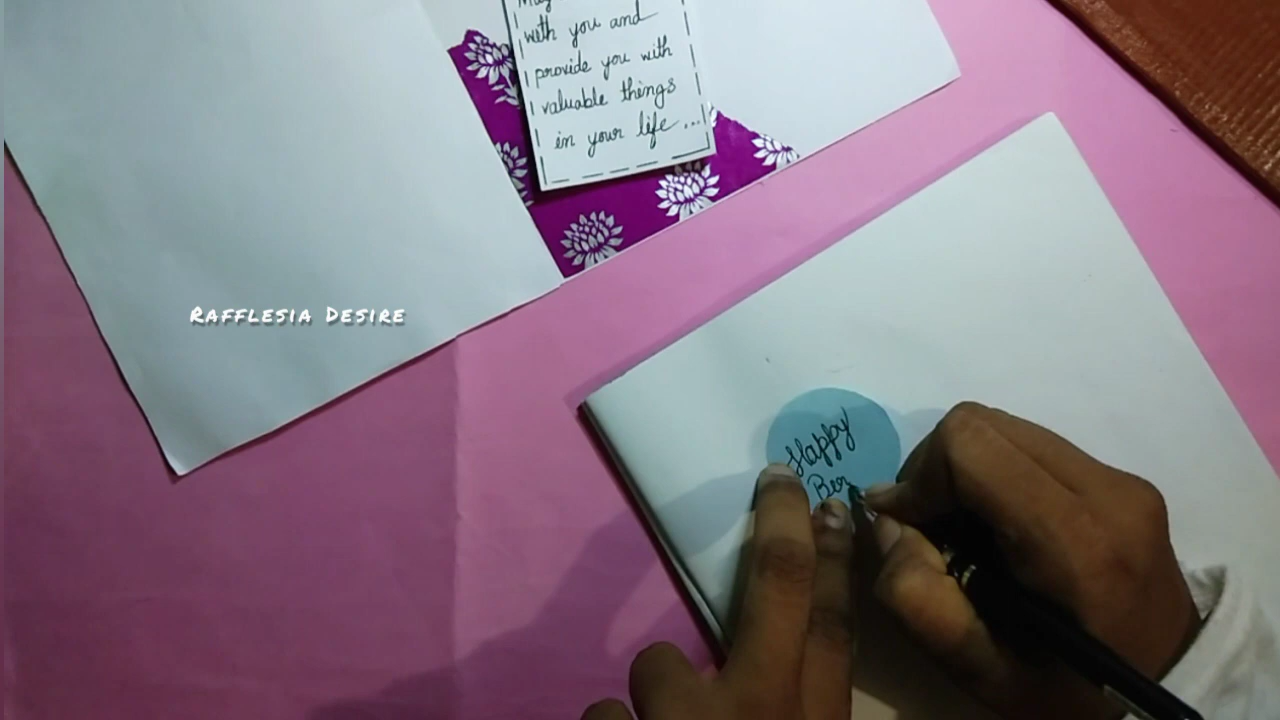 with you and
provide you with
valuable things
in your life ...
Rafflesia Desire
Happy